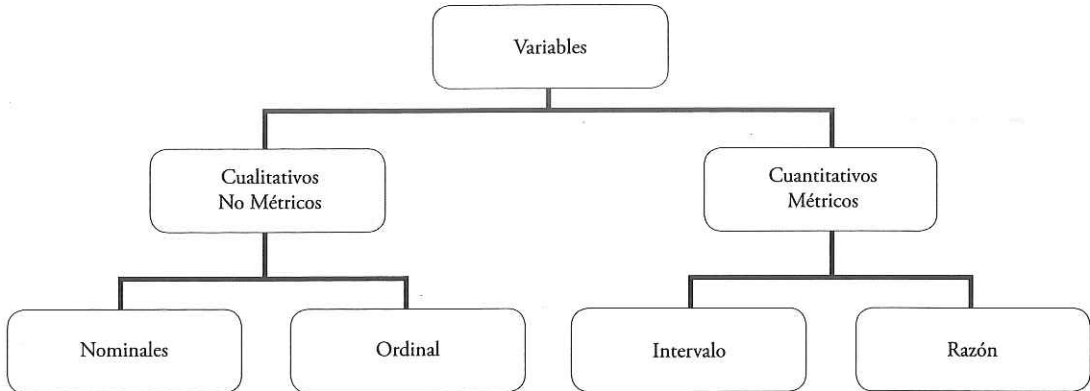 Variables
Cualitativos
No Métricos
Cuantitativos
Métricos
Nominales
Ordinal
Intervalo
Razón